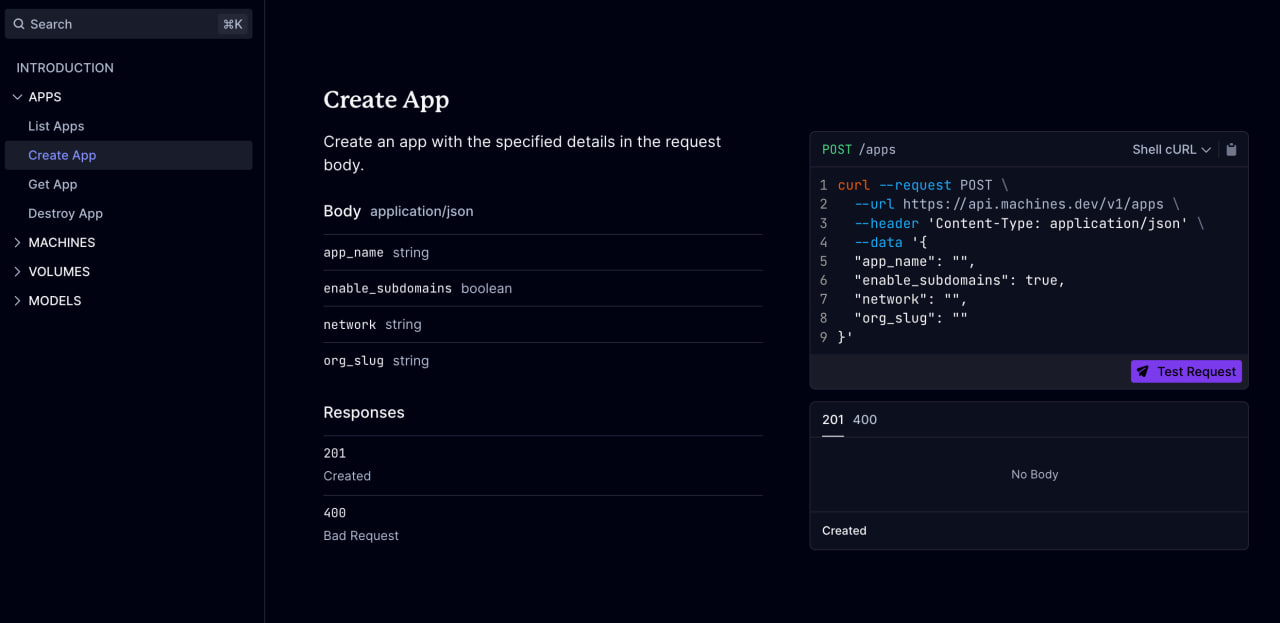 Search ⌘K
INTRODUCTION
APPS
List Apps
Create App
Get App
Destroy App
MACHINES
VOLUMES
MODELS
Create App
Create an app with the specified details in the request
body.
Body application/json
app_name string
enable_subdomains boolean
network string
org_slug string
Responses
201
Created
400
Bad Request
POST /apps Shell cURL
1 curl --request POST \
2 --url https://api.machines.dev/v1/apps \
3 --header 'Content-Type: application/json' \
4 --data '{
5 "app_name": "",
6 "enable_subdomains": true,
7 "network": "",
8 "org_slug": ""
9 }'
Test Request
201 400
No Body
Created